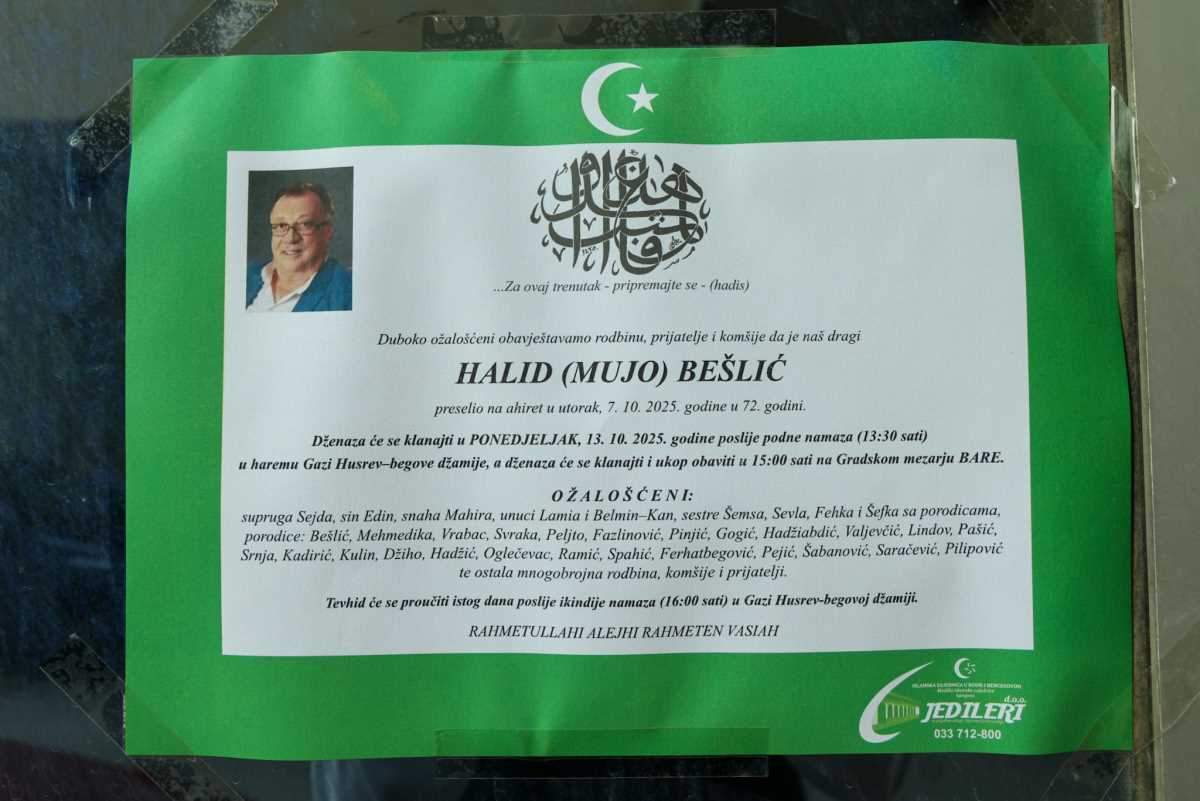 ...Za ovaj trenutak - pripremajte se - (hadis)
Duboko ožalošćeni obavještavamo rodbinu, prijatelje i komšije da je naš dragi
HALID (MUJO) BEŠLIĆ
preselio na ahiret u utorak, 7. 10. 2025. godine u 72. godini.
Dženaza će se klanajti u PONEDJELJAK, 13. 10. 2025. godine poslije podne namaza (13:30 sati)
u haremu Gazi Husrev–begove džamije, a dženaza će se klanajti i ukop obaviti u 15:00 sati na Gradskom mezarju BARE.
OŽALOŠĆENI:
supruga Sejda, sin Edin, snaha Mahira, unuci Lamia i Belmin–Kan, sestre Šemsa, Sevla, Fehka i Šefka sa porodicama,
porodice: Bešlić, Mehmedika, Vrabac, Svraka, Peljto, Fazlinović, Pinjić, Gogić, Hadžiabdić, Valjevčić, Lindov, Pašić,
Srnja, Kadirić, Kulin, Džiho, Hadžić, Oglečevac, Ramić, Spahić, Ferhatbegović, Pejić, Šabanović, Saračević, Pilipović
te ostala mnogobrojna rodbina, komšije i prijatelji.
Tevhid će se proučiti istog dana poslije ikindije namaza (16:00 sati) u Gazi Husrev-begovoj džamiji.
RAHMETULLAHI ALEJHI RAHMETEN VASIAH
ISLAMSKA ZAJEDNICA U BOSNI I HERCEGOVINI
d.o.o.
JEDILERI
033 712-800